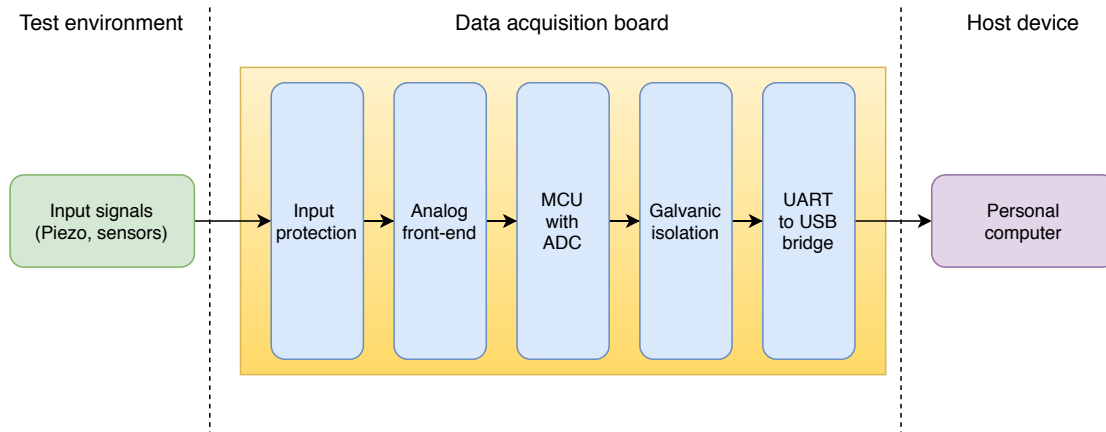 Test environment
Data acquisition board
Host device
Input signals
(Piezo, sensors)
Input
protection
Analog
front-end
MCU
with
ADC
Galvanic
isolation
UART
to USB
bridge
Personal
computer